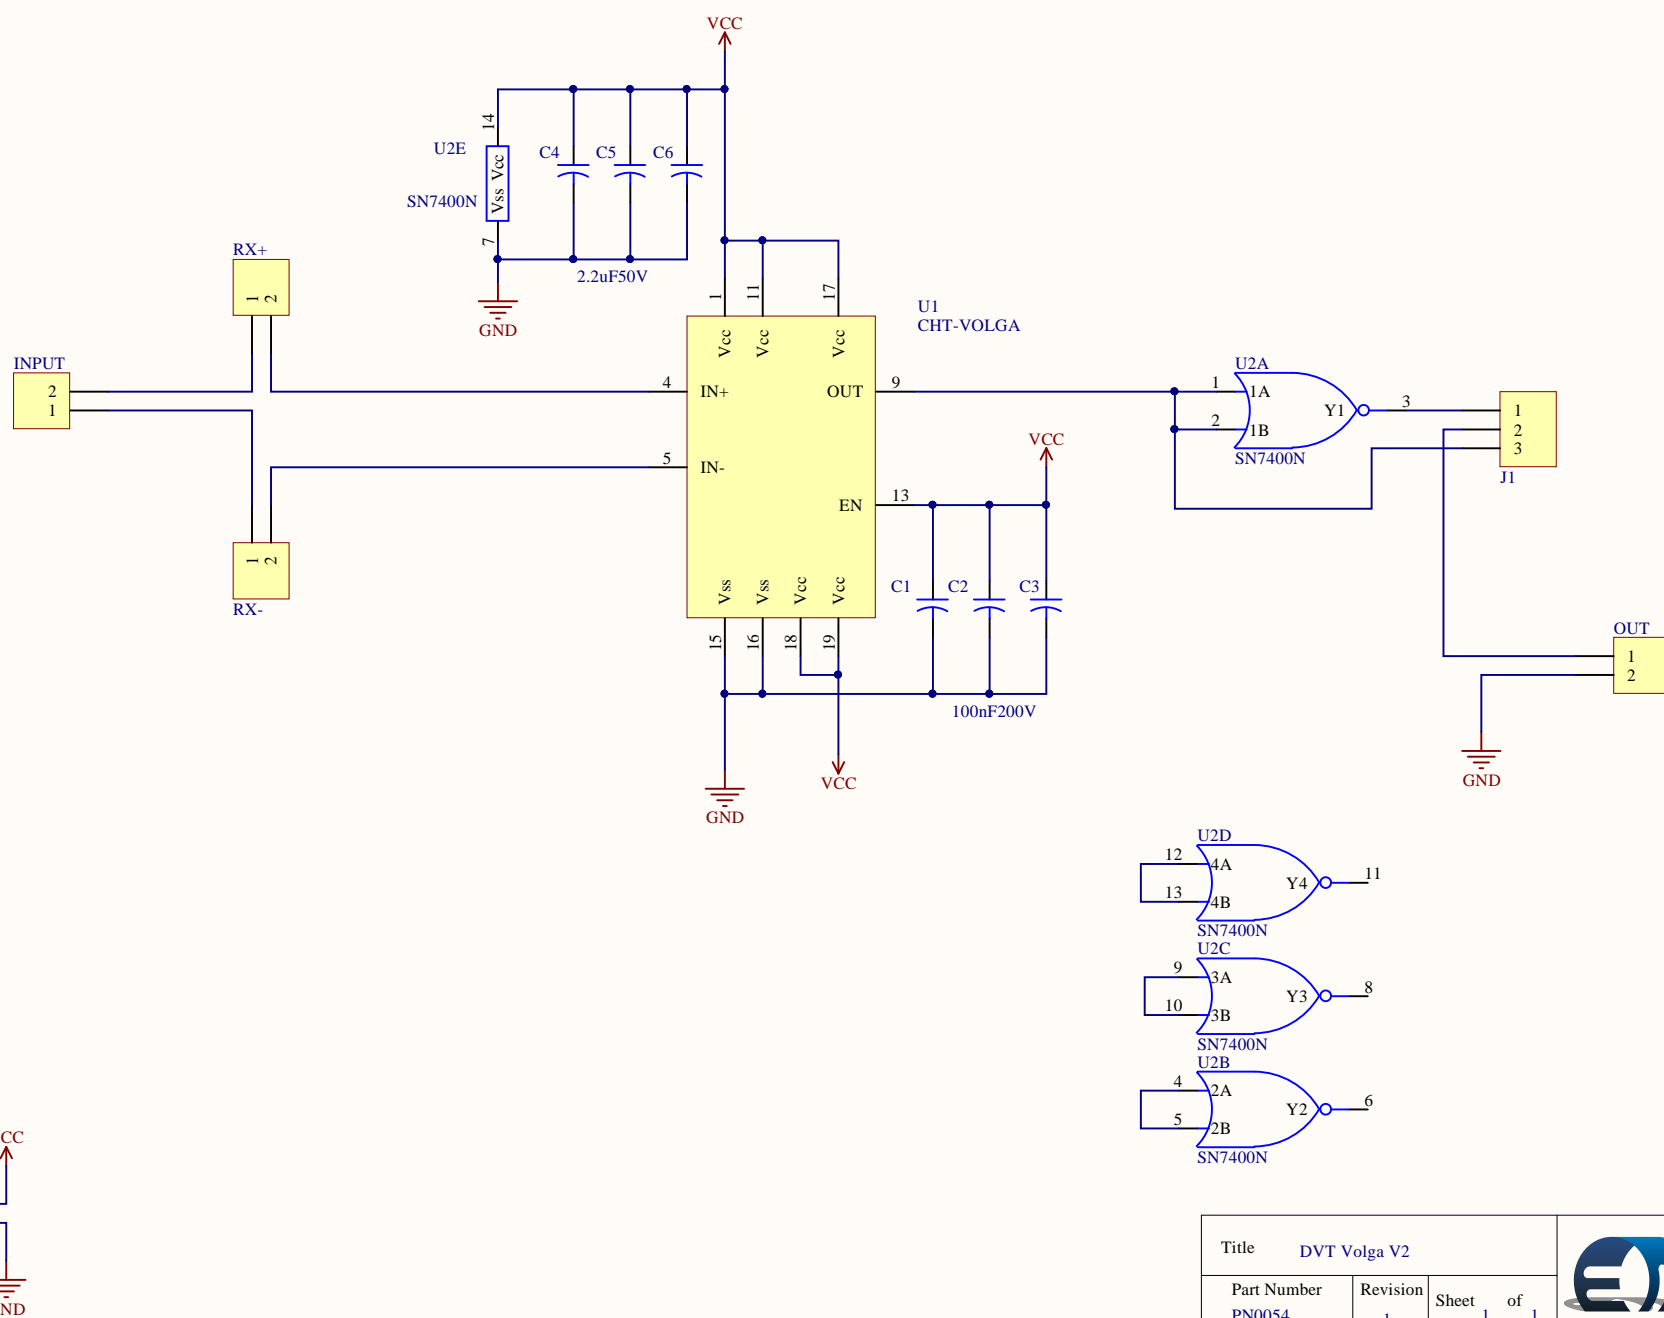 VCC
14
U2E
C4
C5
C6
Vss Vcc
SN7400N
7
2.2uF50V
GND
RX+
1
2
INPUT
2
1
1
11
17
U1
CHT-VOLGA
Vcc
Vcc
Vcc
4
IN+
OUT
9
5
IN-
EN
13
VCC
U2A
1
1A
Y1
3
2
1B
SN7400N
1
2
3
J1
1
2
RX-
Vss
Vss
Vcc
Vcc
C1
C2
C3
15
16
18
19
100nF200V
OUT
1
2
GND
VCC
GND
U2D
12
4A
Y4
11
13
4B
SN7400N
U2C
9
3A
Y3
8
10
3B
SN7400N
U2B
4
2A
Y2
6
5
2B
SN7400N
CC
ND
Title
DVT Volga V2
Part Number
Revision
Sheet
of
PN0054
1
1
1